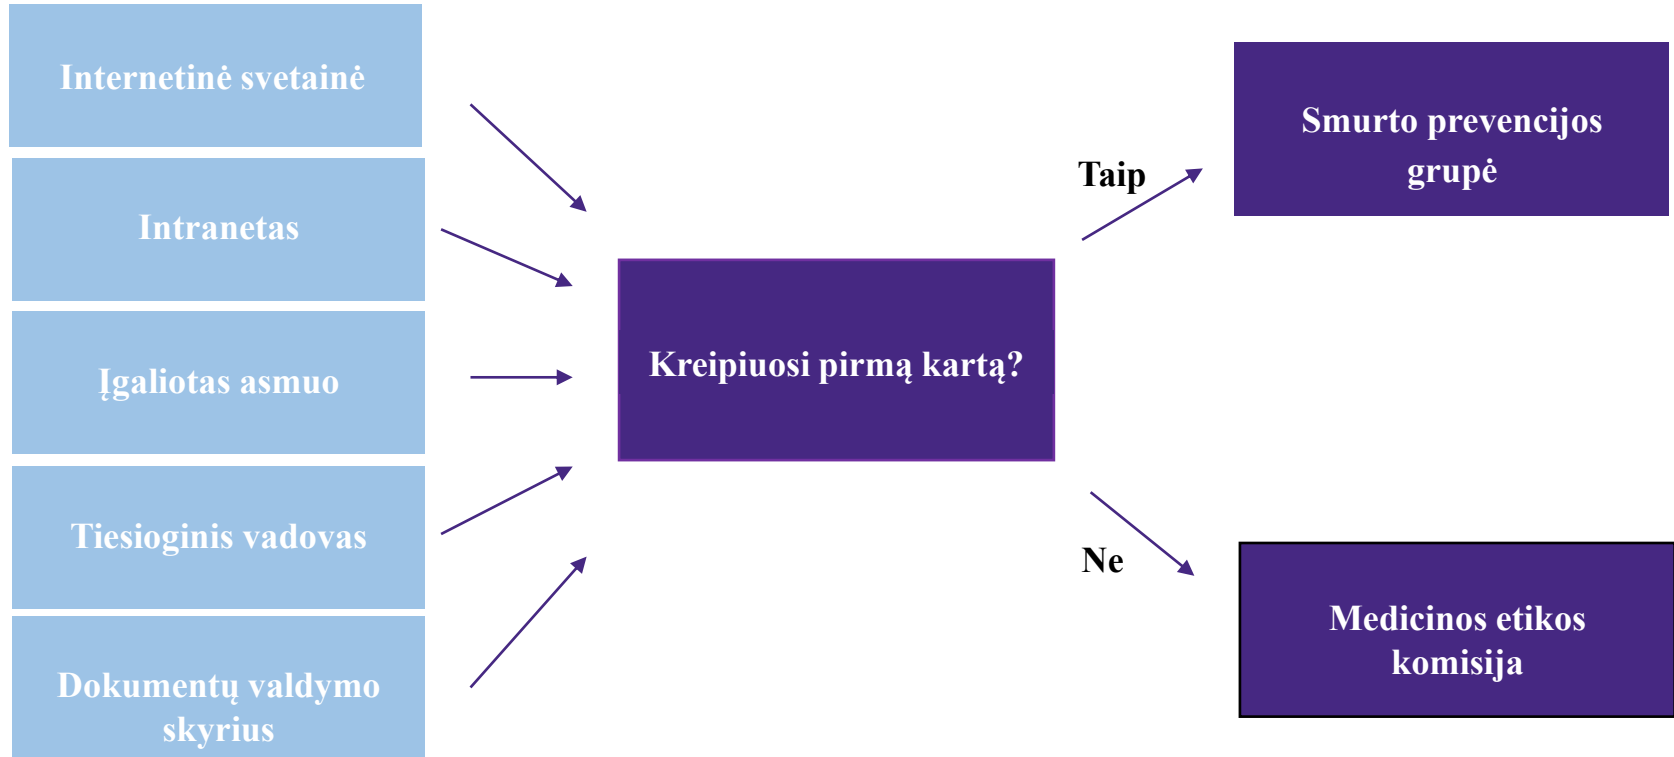 Internetinė svetainė
Intranetas
Įgaliotas asmuo
Tiesioginis vadovas
Dokumentų valdymo
skyrius
Kreipiuosi pirmą kartą?
Taip
Ne
Smurto prevencijos
grupė
Medicinos etikos
komisija